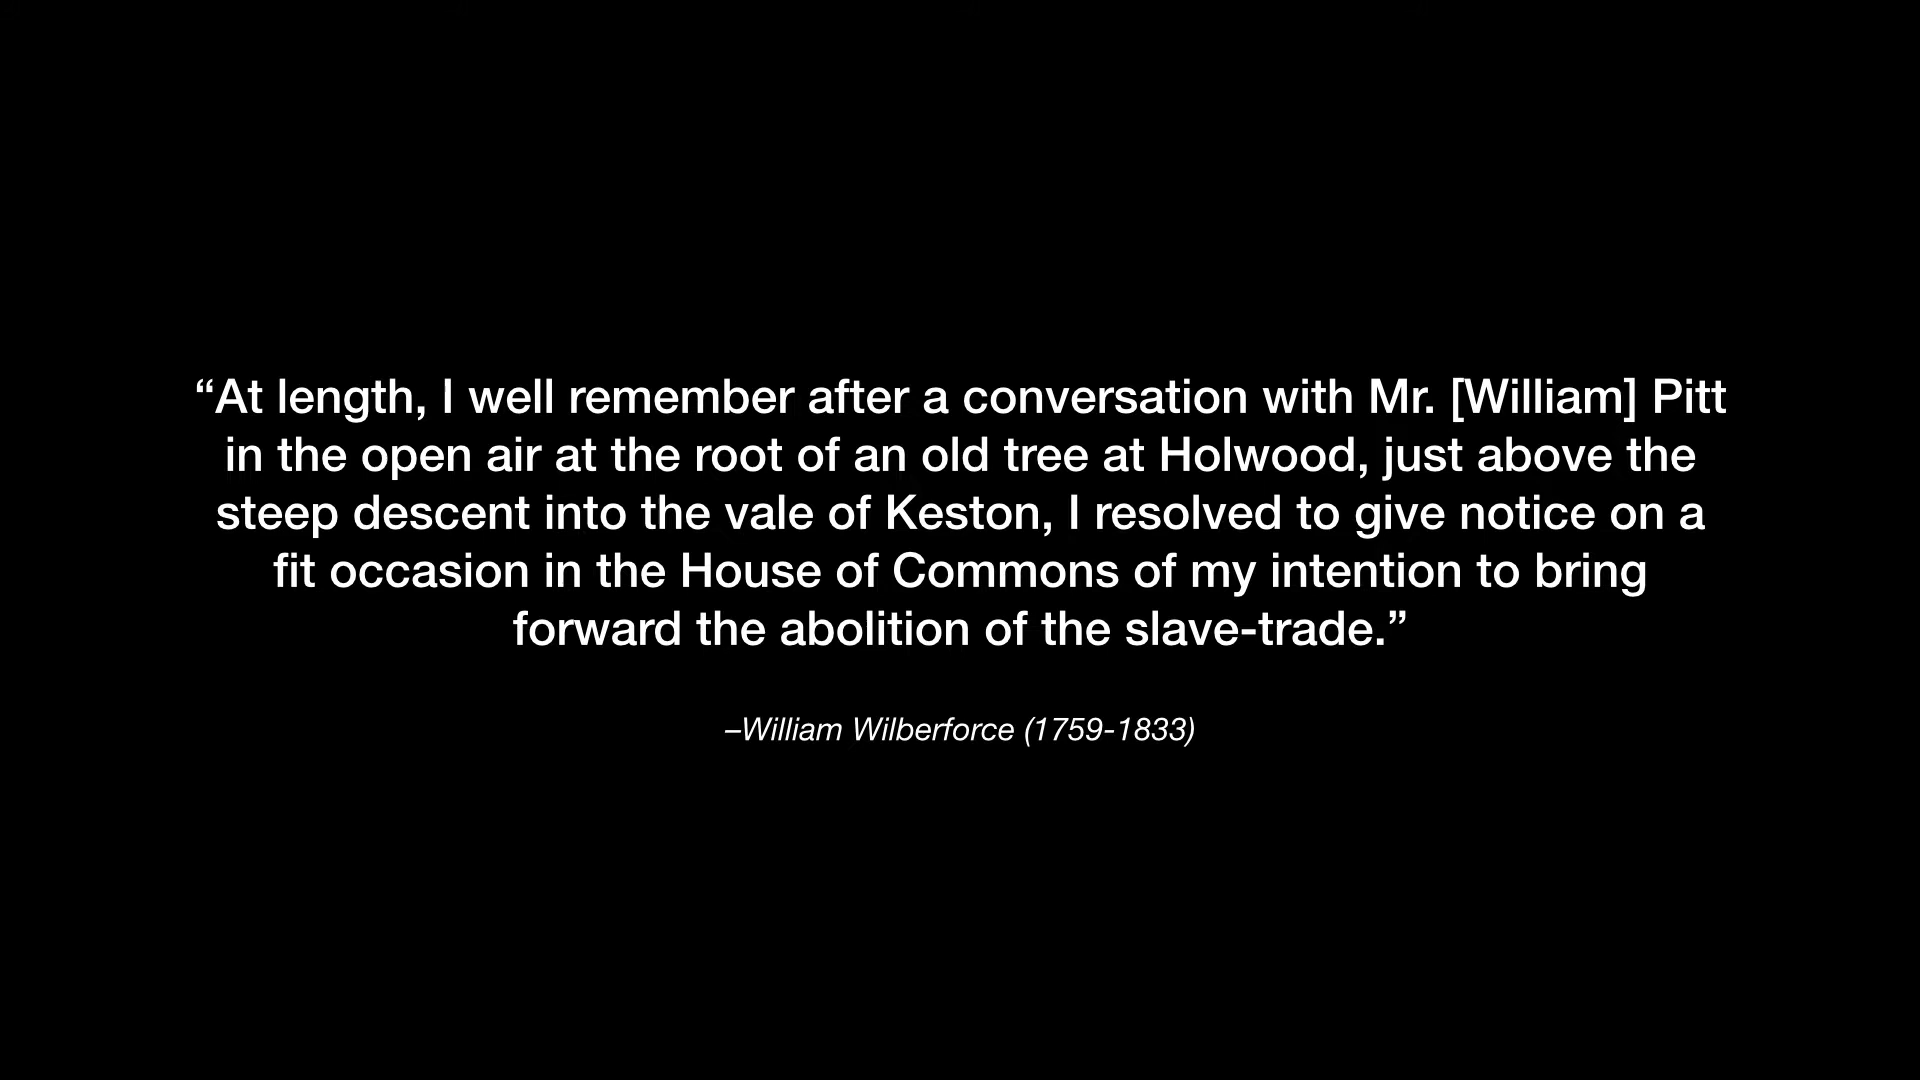 “At length, I well remember after a conversation with Mr. [William] Pitt
in the open air at the root of an old tree at Holwood, just above the
steep descent into the vale of Keston, I resolved to give notice on a
fit occasion in the House of Commons of my intention to bring
forward the abolition of the slave-trade.”
–William Wilberforce (1759-1833)